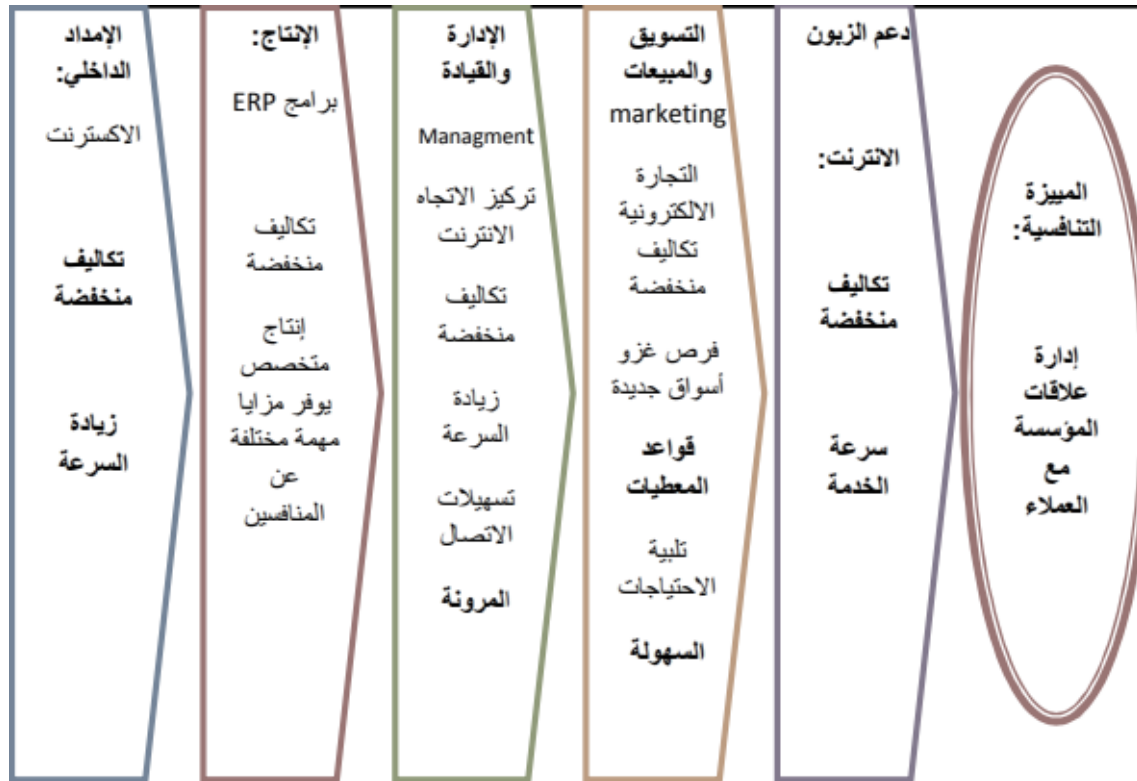 الإمداد
الداخلي:
الاكسترنت
تكاليف
منخفضة
زيادة
السرعة
الإنتاج:
برامج ERP
تكاليف
منخفضة
إنتاج
متخصص
يوفر مزايا
مهمة مختلفة
عن
المنافسين
الإدارة
والقيادة
Managment
تركيز الاتجاه
الانترنت
تكاليف
منخفضة
زيادة
السرعة
تسهيلات
الاتصال
المرونة
التسويق
والمبيعات
marketing
التجارة
الالكترونية
تكاليف
منخفضة
فرص غزو
أسواق جديدة
قواعد
المعطيات
تلبية
الاحتياجات
السهولة
دعم الزبون
الانترنت:
تكاليف
منخفضة
سرعة
الخدمة
المييزة
التنافسية:
إدارة
علاقات
المؤسسة
مع
العملاء